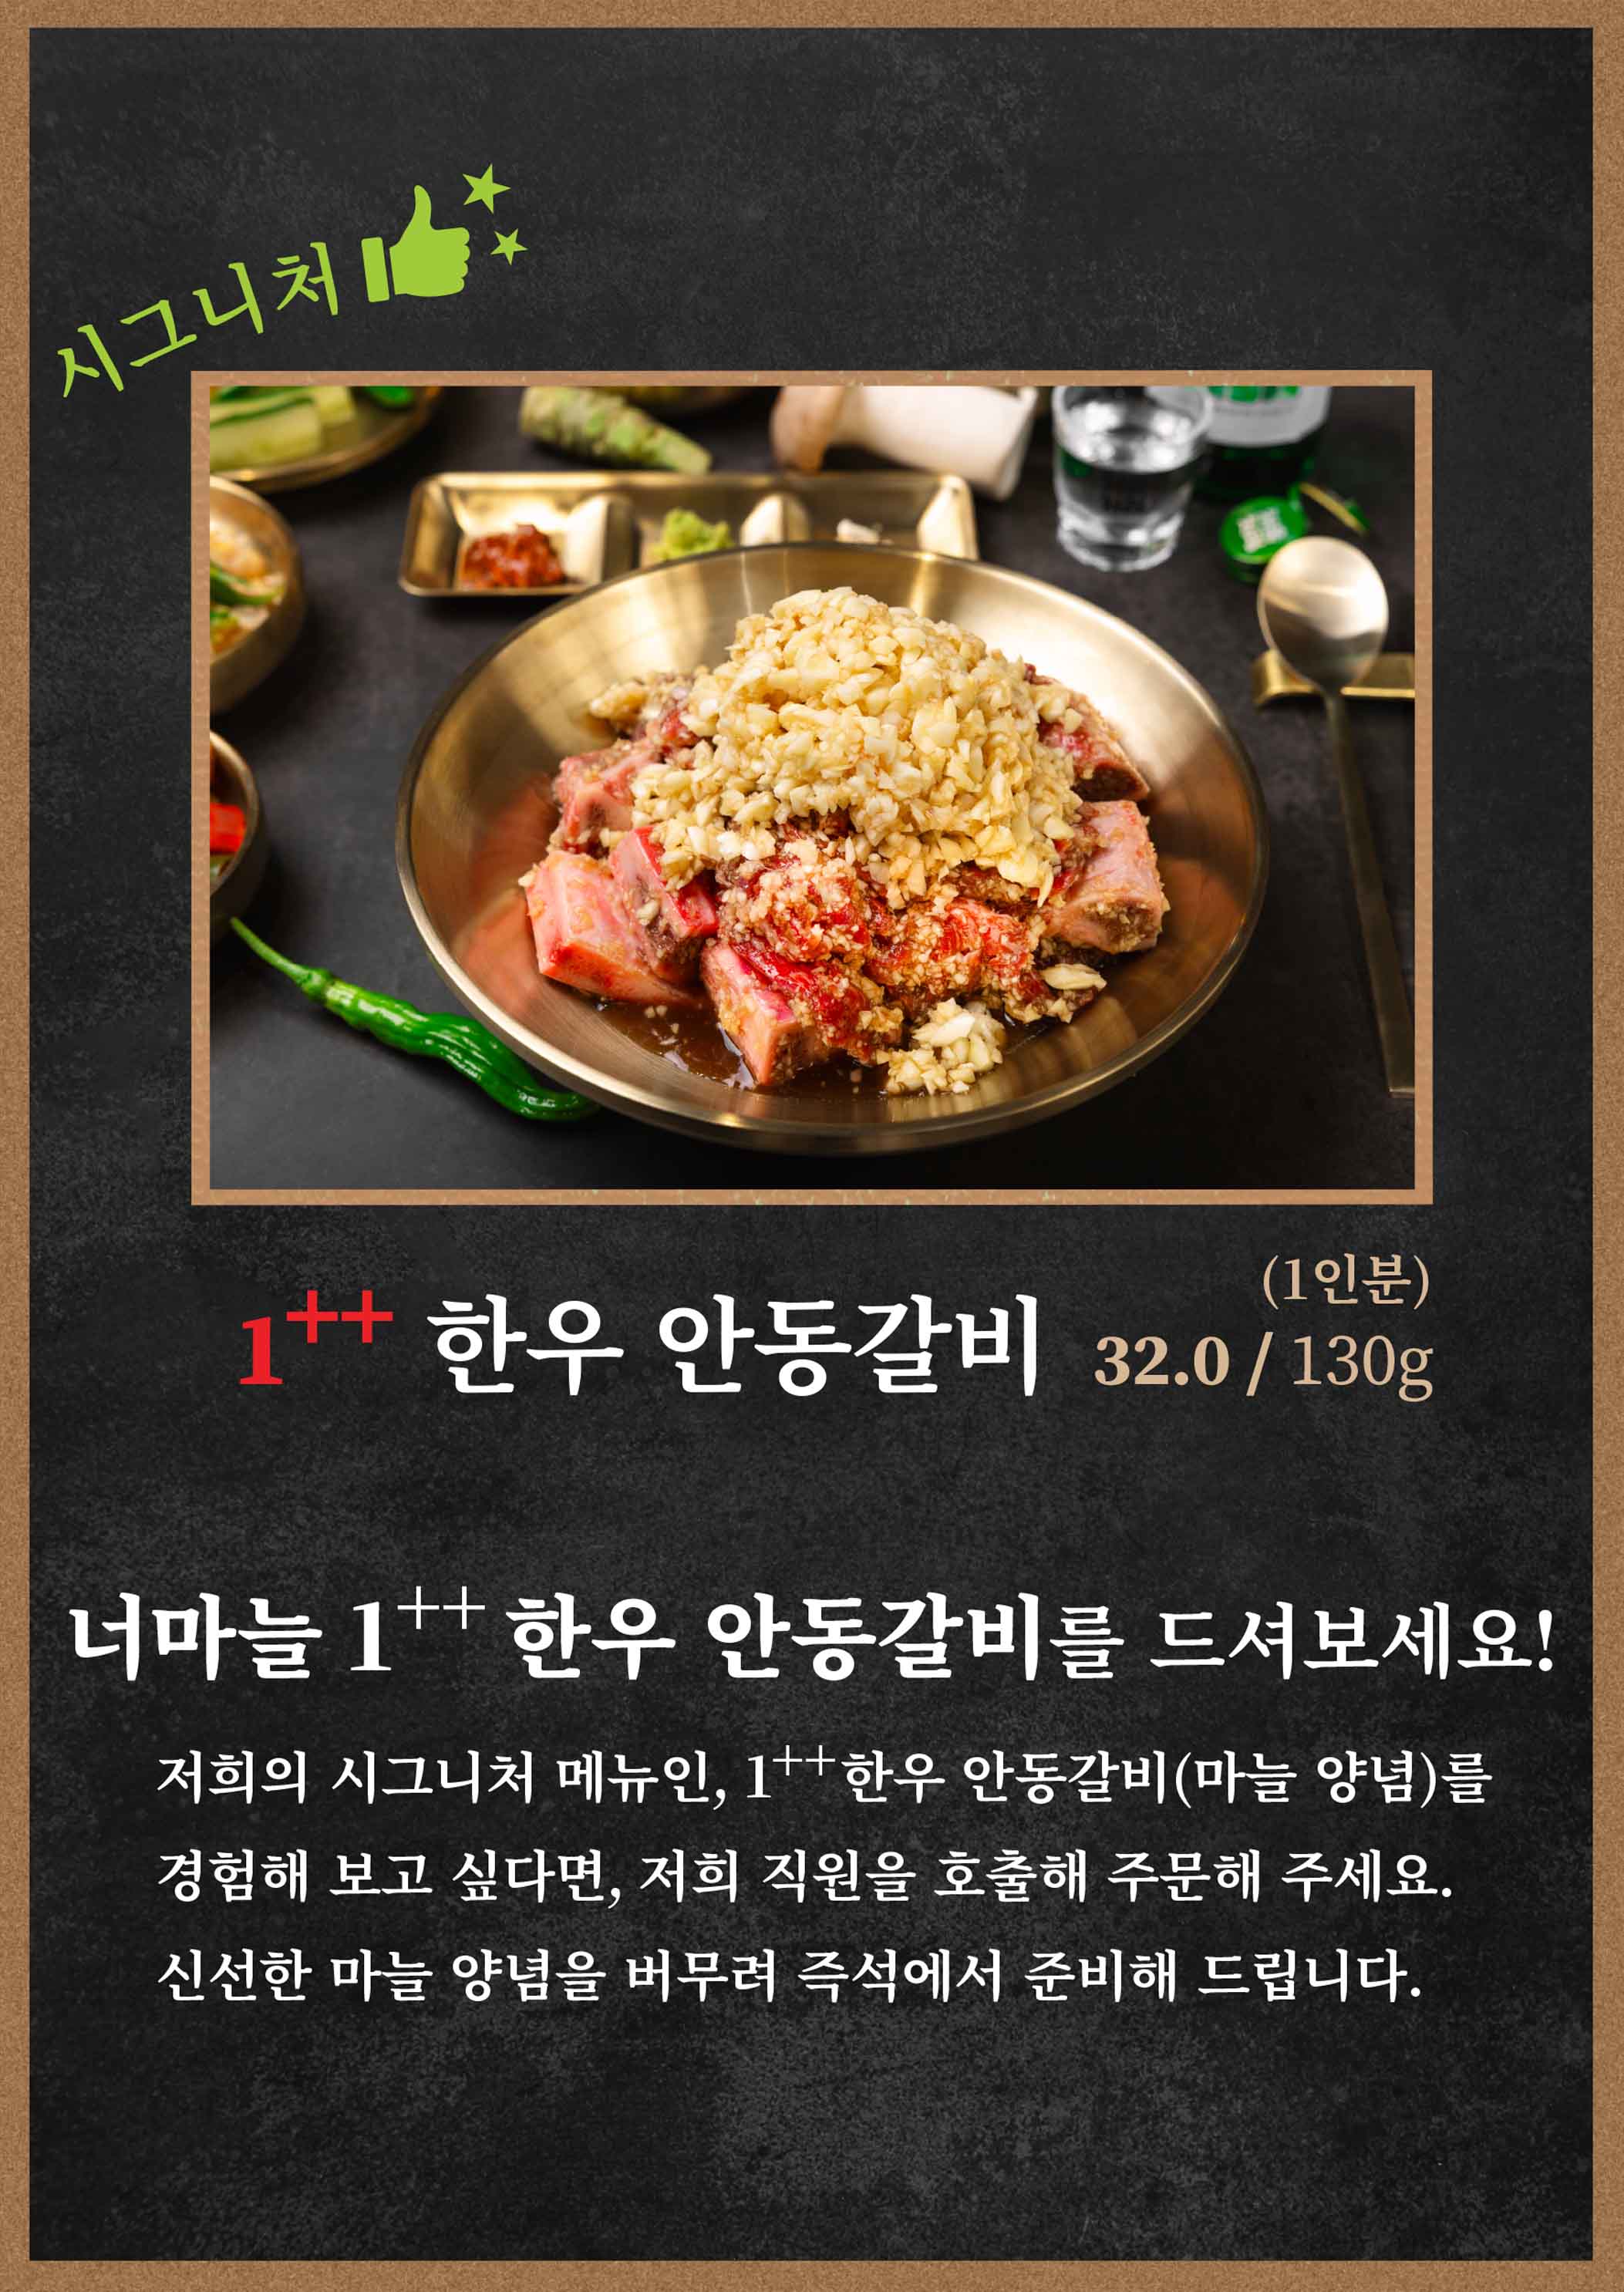 시그니처
(1인분)
1++ 한우 안동갈비 32.0 / 130g
너마늘 1++ 한우 안동갈비를 드셔보세요!
저희의 시그니처 메뉴인, 1++한우 안동갈비(마늘 양념)를
경험해 보고 싶다면, 저희 직원을 호출해 주문해 주세요.
신선한 마늘 양념을 버무려 즉석에서 준비해 드립니다.